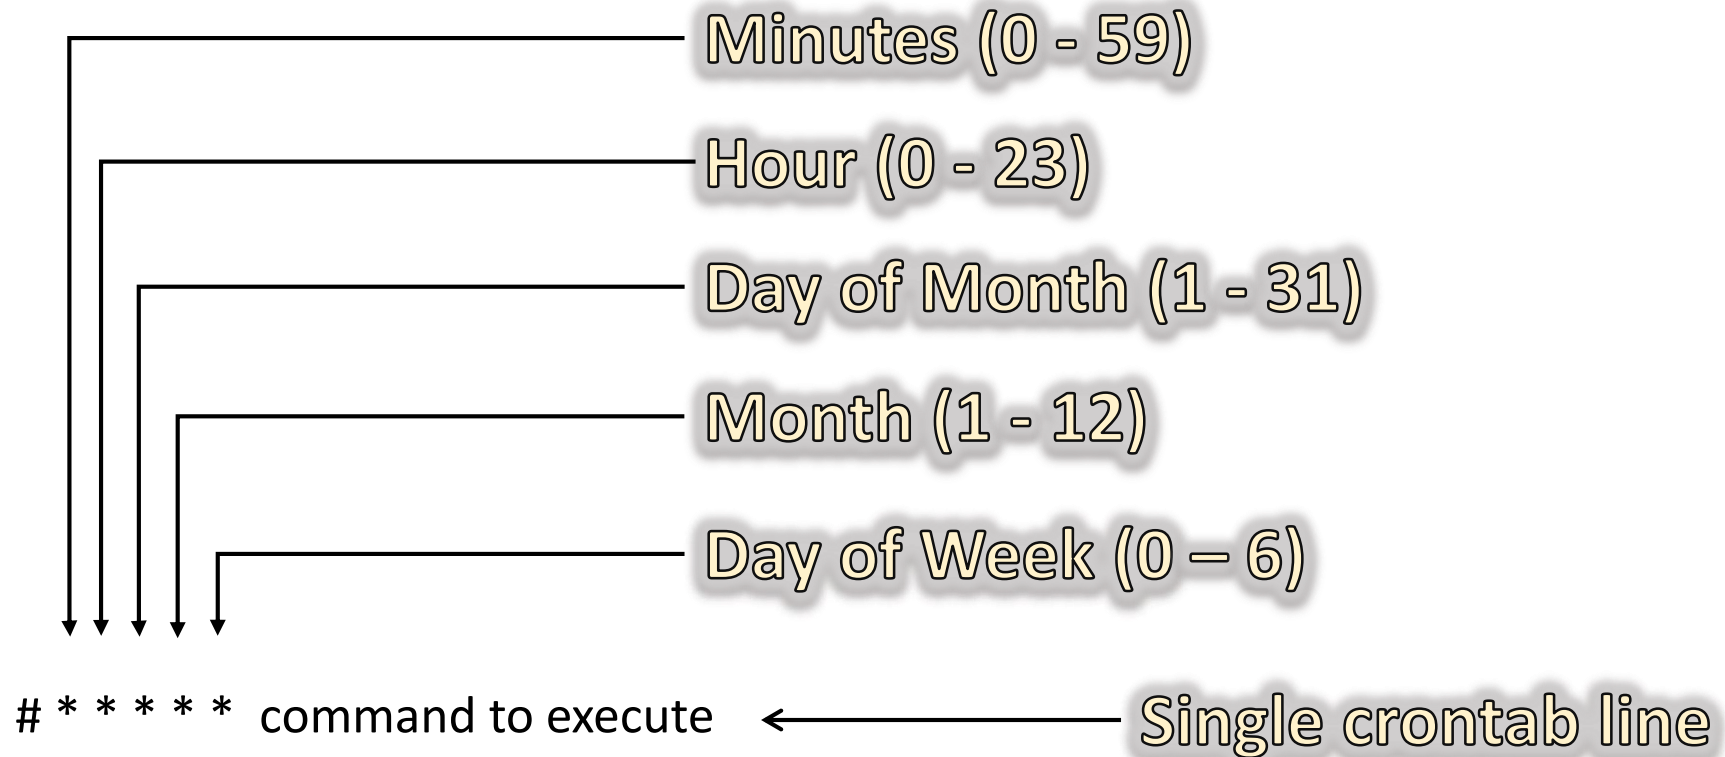 Minutes (0 - 59)
Hour (0 - 23)
Day of Month (1 - 31)
Month (1 - 12)
Day of Week (0 – 6)
# * * * * * command to execute
Single crontab line